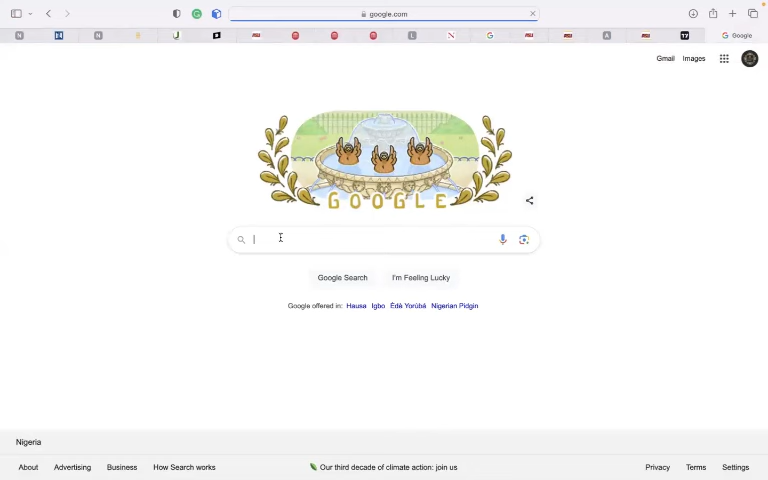 google.com
N N J L N G A 17 G Google
Gmail Images
GOOGLE
Google Search I'm Feeling Lucky
Google offered in: Hausa Igbo Èdè Yorùbá Nigerian Pidgin
Nigeria
About Advertising Business How Search works Our third decade of climate action: join us Privacy Terms Settings